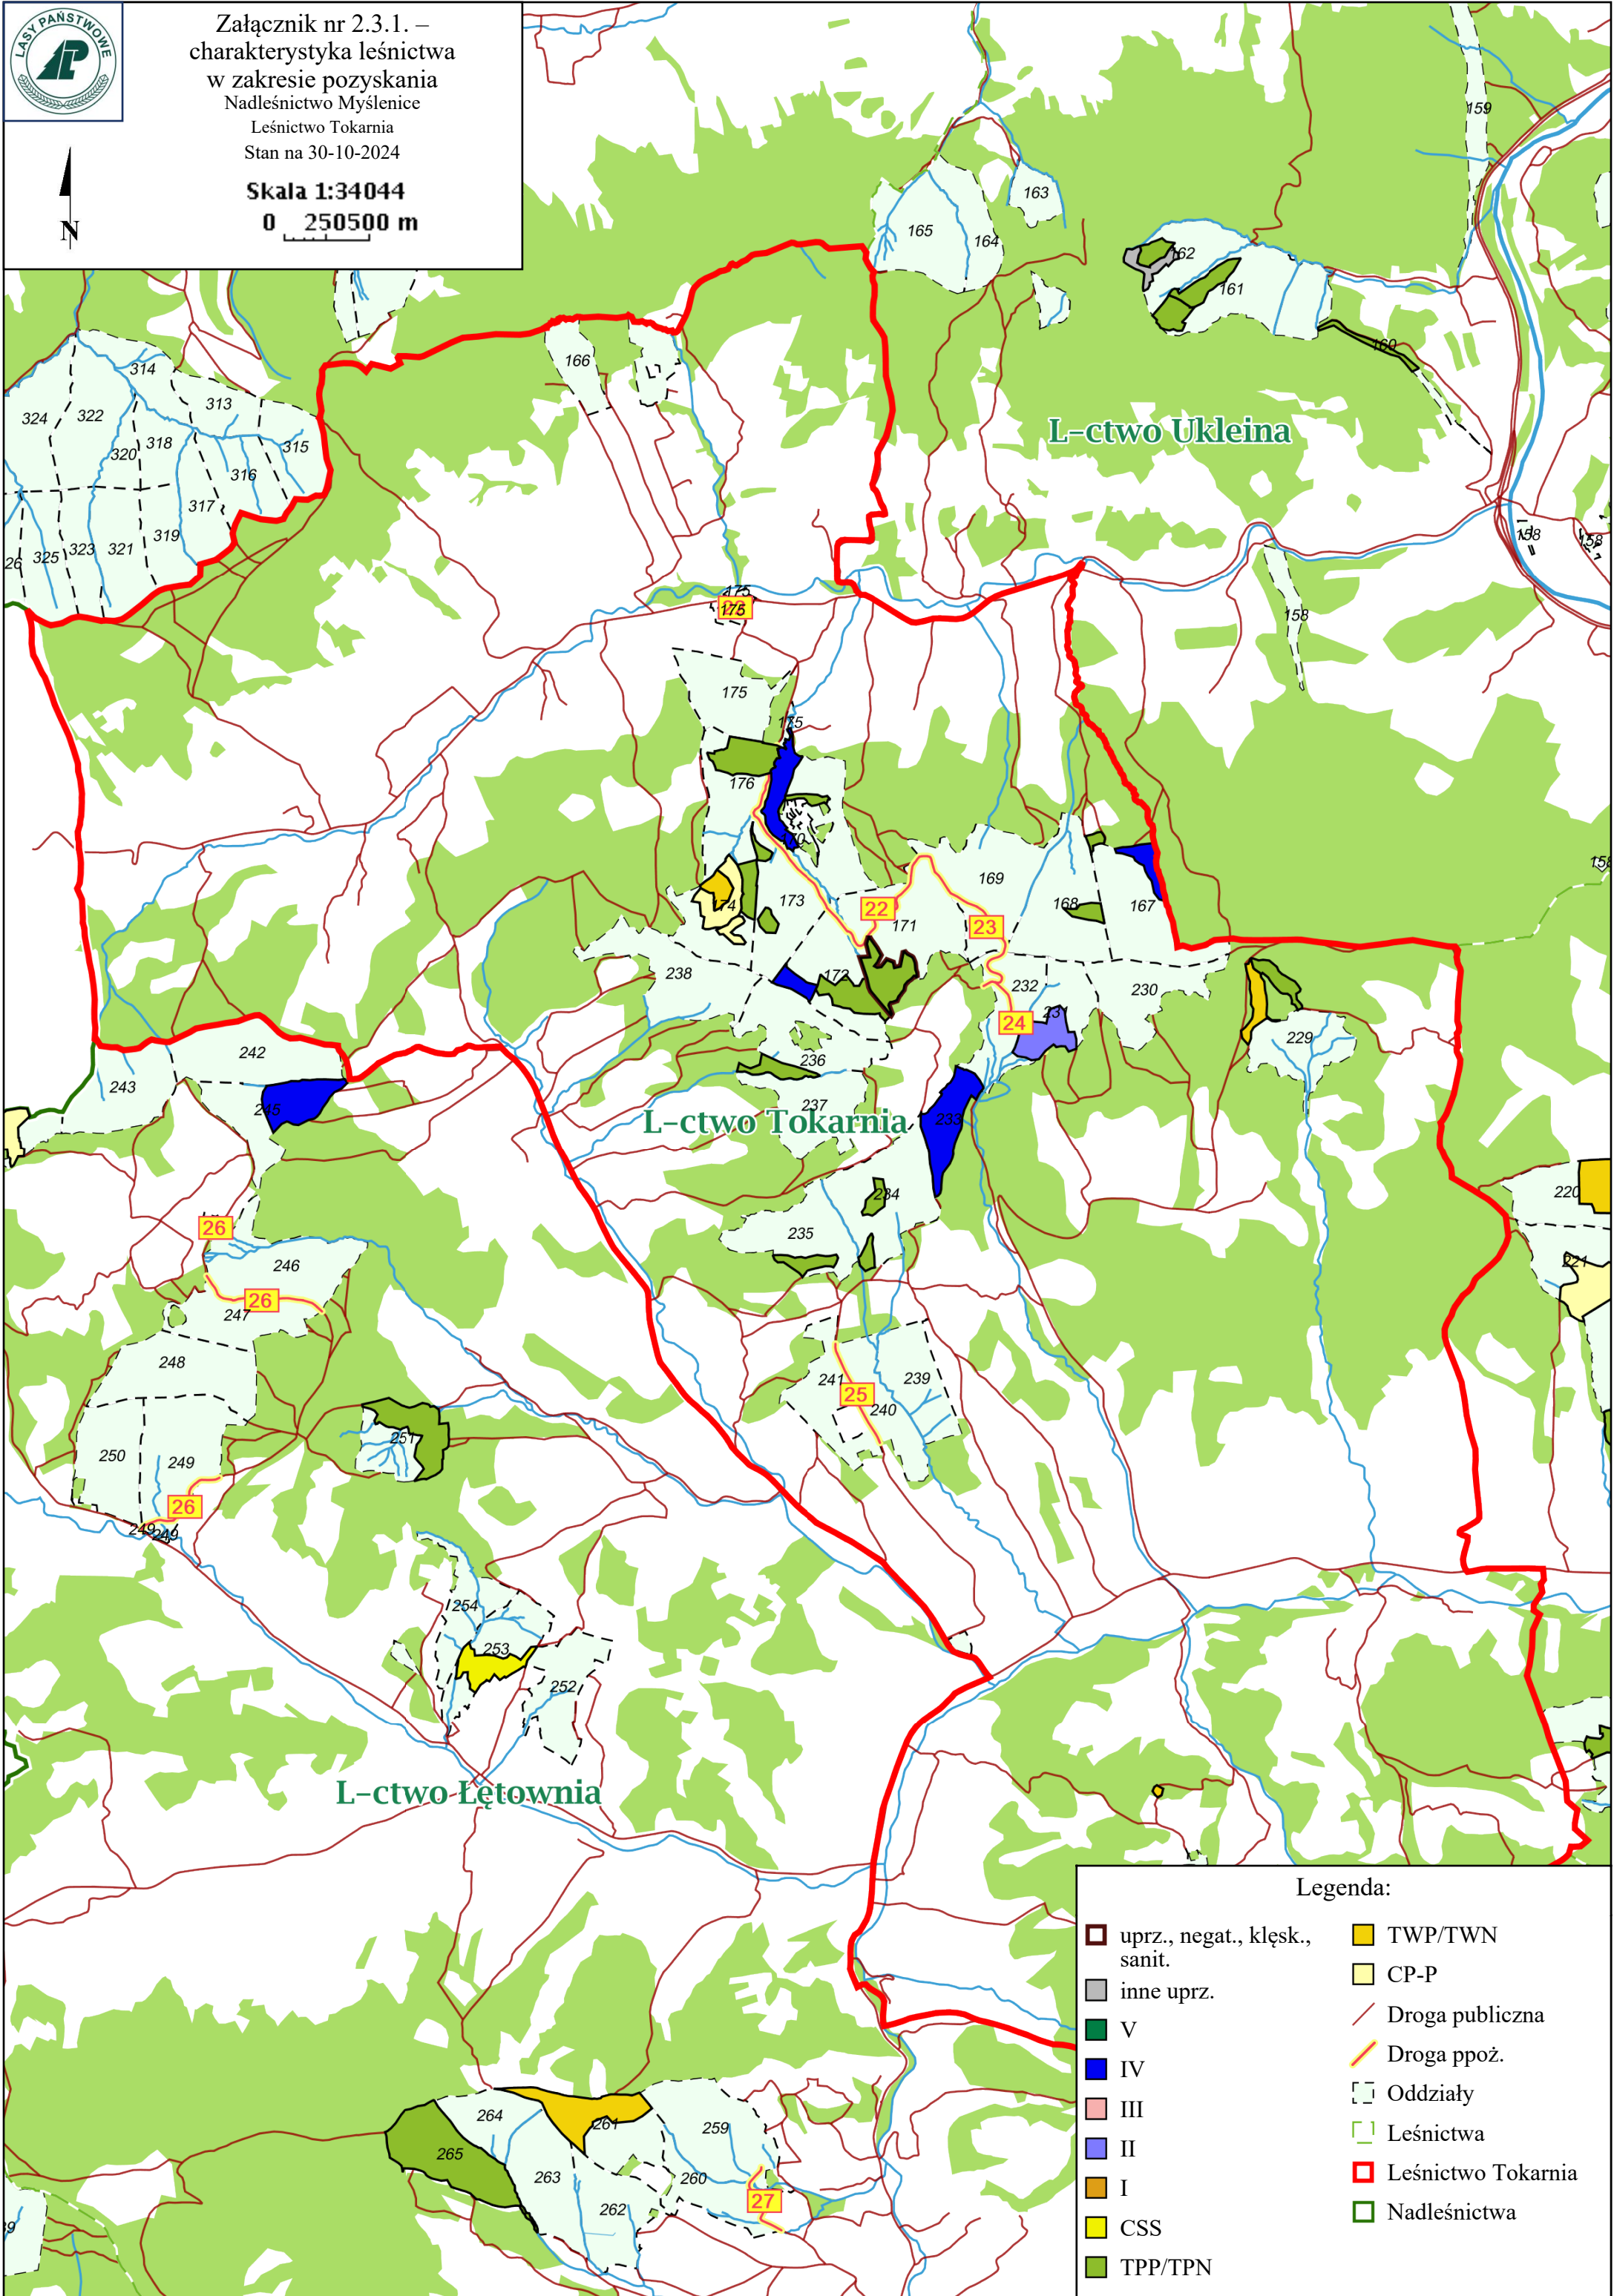 LASY PAŃSTWOWE
Załącznik nr 2.3.1. –
charakterystyka leśnictwa
w zakresie pozyskania
Nadleśnictwo Myślenice
Leśnictwo Tokarnia
Stan na 30-10-2024
Skala 1:34044
0 250500 m
N
159
163
165
164
162
161
160
314
166
313
324
322
318
315
320
316
L-ctwo Ukleina
317
319
325
323
321
26
158
158
158
175
175
175
175
176
158
169
173
174
168
167
22
171
23
238
172
232
230
24
229
242
236
243
245
237
L-ctwo Tokarnia
233
234
220
26
235
246
221
26
247
248
241
239
25
240
251
250
249
26
249
249
254
253
252
L-ctwo Łętownia
264
261
259
265
263
260
262
27
Legenda:
uprz., negat., klęsk.,
sanit.
inne uprz.
V
IV
III
II
I
CSS
TPP/TPN
TWP/TWN
CP-P
Droga publiczna
Droga ppoż.
Oddziały
Leśnictwa
Leśnictwo Tokarnia
Nadleśnictwa